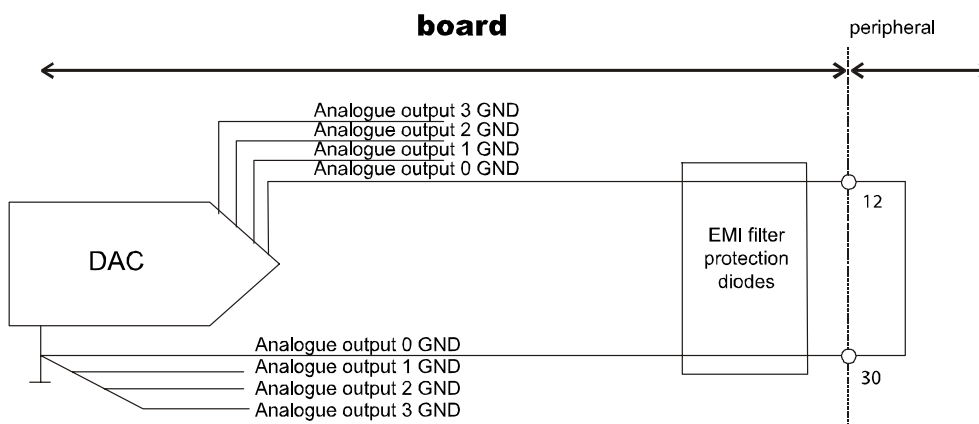 board
peripheral
Analogue output 3 GND
Analogue output 2 GND
Analogue output 1 GND
Analogue output 0 GND
12
DAC
EMI filter
protection
diodes
Analogue output 0 GND
Analogue output 1 GND
Analogue output 2 GND
Analogue output 3 GND
30